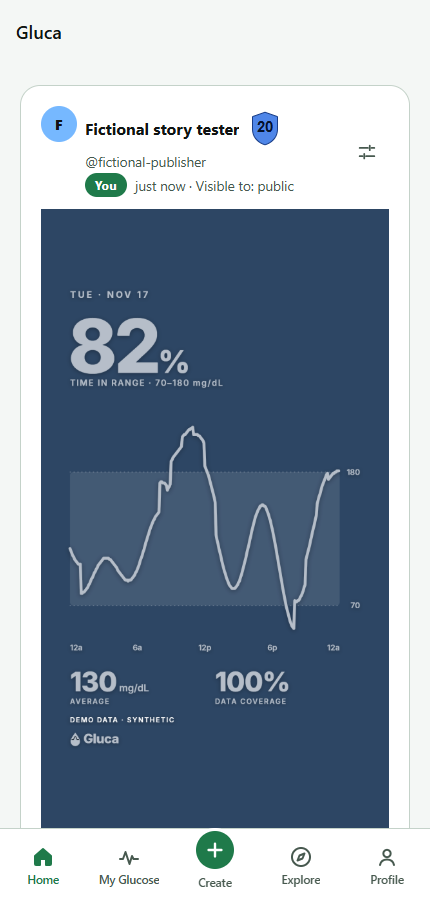 Gluca
F
Fictional story tester
20
@fictional-publisher
You
just now · Visible to: public
TUE · NOV 17
82%
TIME IN RANGE · 70–180 mg/dL
180
70
12a 6a 12p 6p 12a
130 mg/dL
AVERAGE
100%
DATA COVERAGE
DEMO DATA · SYNTHETIC
Gluca
Home
My Glucose
Create
Explore
Profile